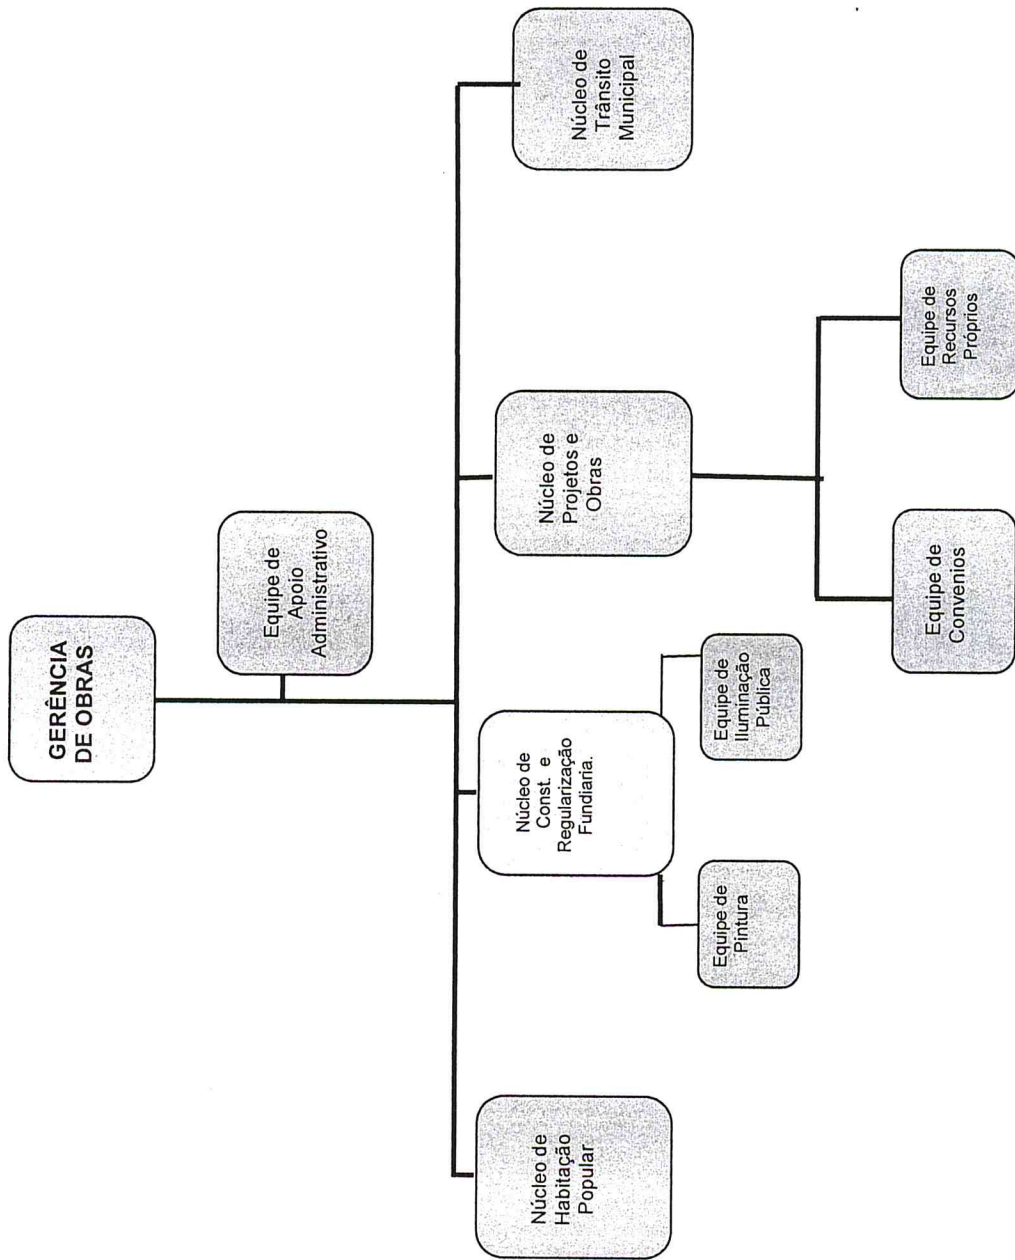 GERÊNCIA
DE OBRAS
Equipe de
Apoio
Administrativo
Núcleo de
Habitação
Popular.
Núcleo de
Const. e
Regularização
Fundiaria.
Núcleo de
Projetos e
Obras
Núcleo de
Trânsito
Municipal
Equipe de
Pintura
Equipe de
Iluminação
Pública
Equipe de
Convenios
Equipe de
Recursos
Próprios